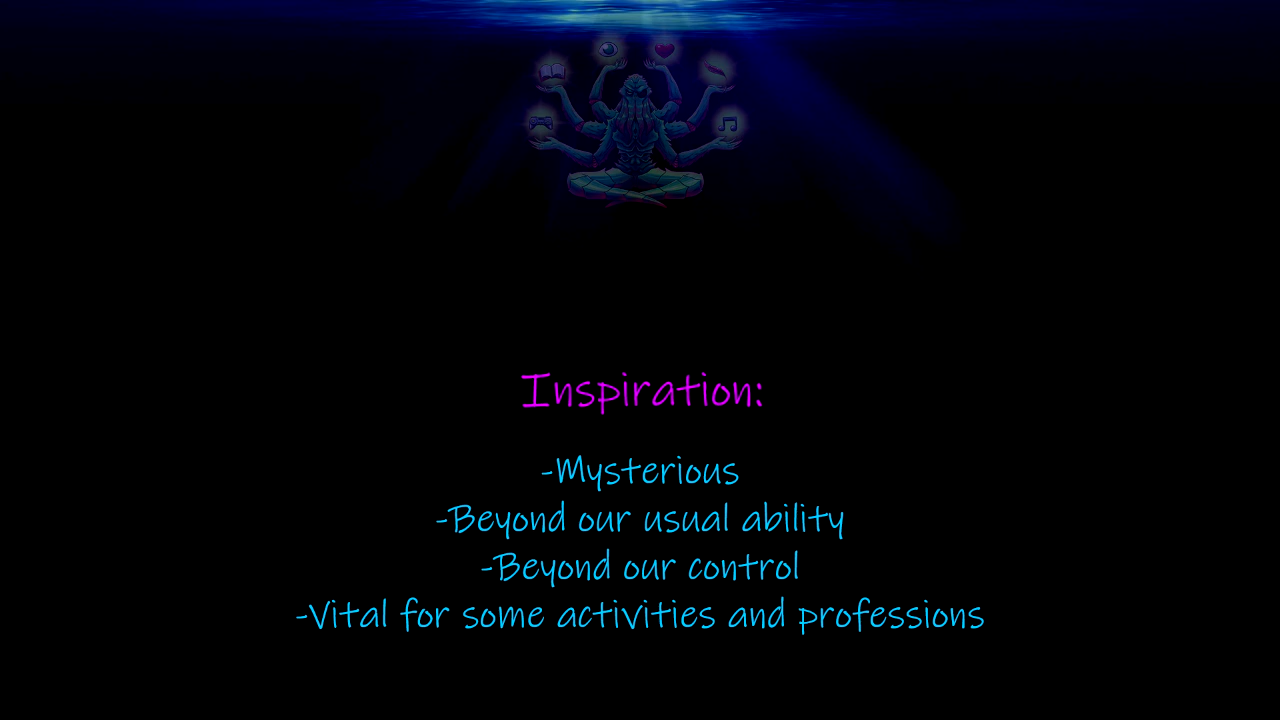 Inspiration:
-Mysterious
-Beyond our usual ability
-Beyond our control
-Vital for some activities and professions